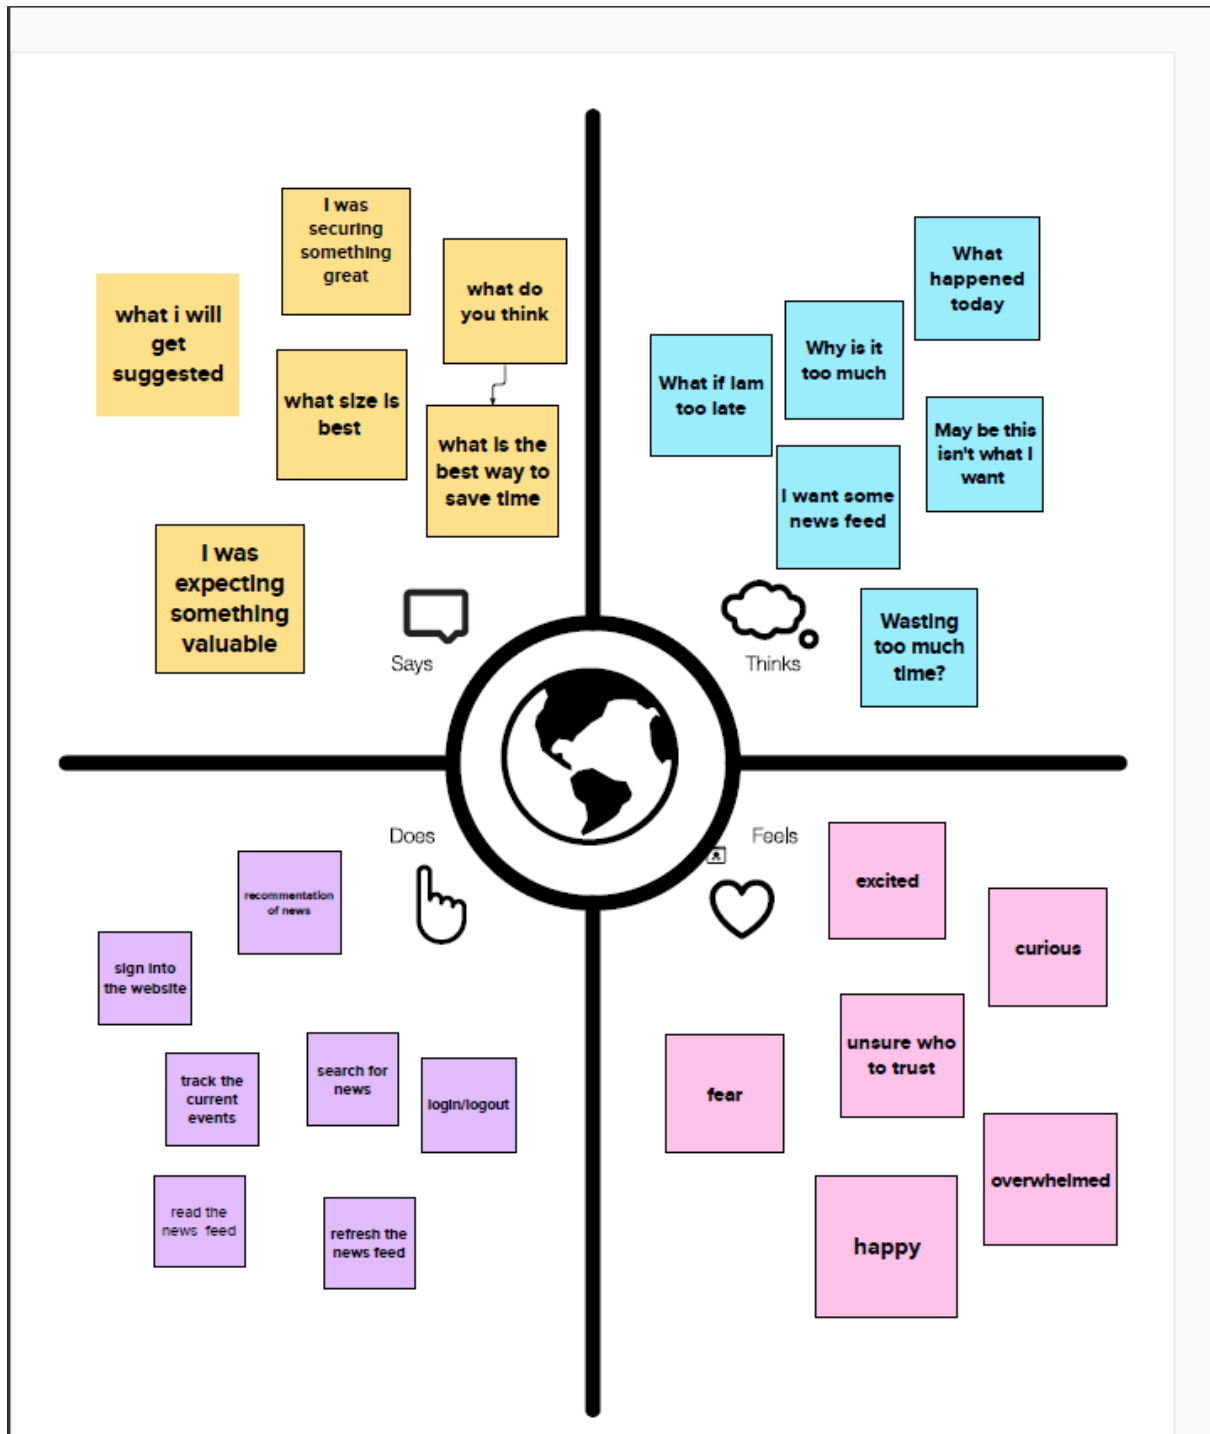 I was
securing
something
great
what do
you think
what i will
get
suggested
what size is
best
what is the
best way to
save time
I was
expecting
something
valuable
Says
What
happened
today
Why is it
too much
What if Iam
too late
May be this
isn't what I
want
I want some
news feed
Wasting
too much
time?
Thinks
Does
recommentation
of news
sign into
the website
search for
news
track the
current
events
login/logout
read the
news feed
refresh the
news feed
Feels
excited
curious
unsure who
to trust
fear
overwhelmed
happy